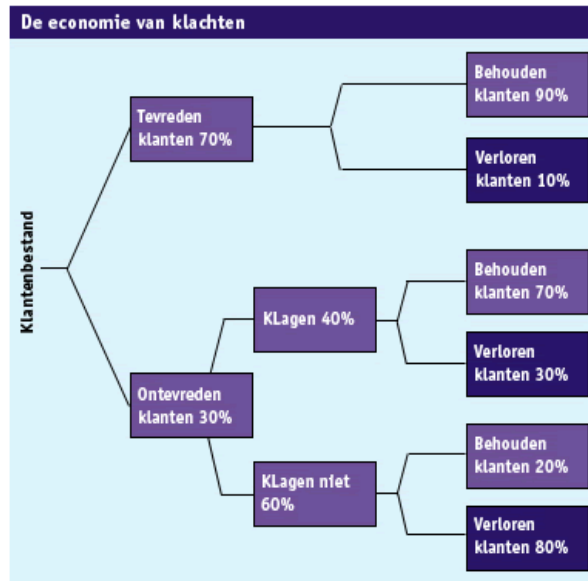 De economie van klachten
Klantenbestand
Tevreden
klanten 70%
Behouden
klanten 90%
Verloren
klanten 10%
Ontevreden
klanten 30%
KLagen 40%
Behouden
klanten 70%
Verloren
klanten 30%
KLagen niet
60%
Behouden
klanten 20%
Verloren
klanten 80%